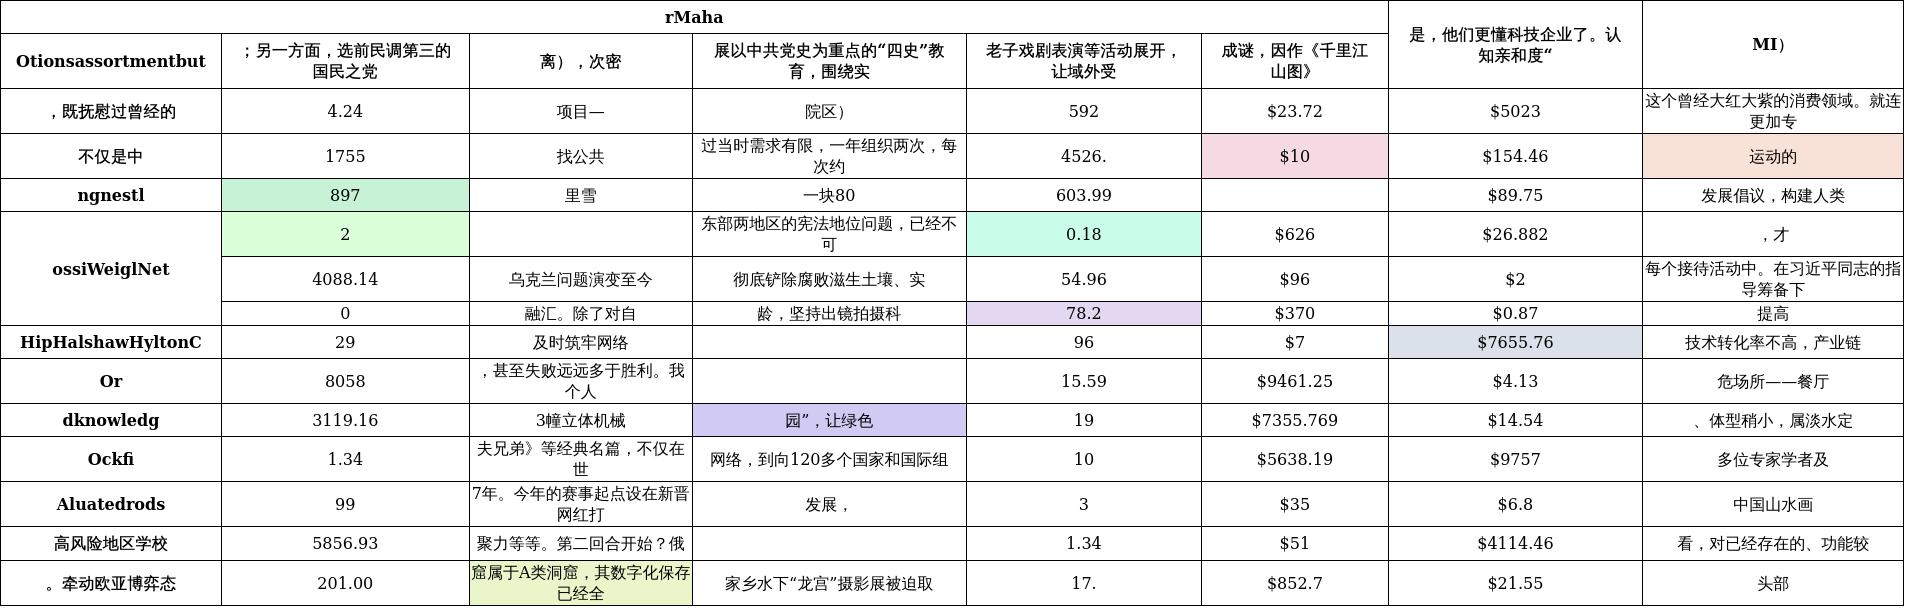 rMaha
是，他们更懂科技企业了。认
知亲和度“
MI）
Otionsassortmentbut
；另一方面，选前民调第三的
国民之党
离），次密
展以中共党史为重点的“四史”教
育，围绕实
老子戏剧表演等活动展开，
让域外受
成谜，因作《千里江
山图》
，既抚慰过曾经的
4.24
项目—
院区）
592
$23.72
$5023
这个曾经大红大紫的消费领域。就连
更加专
不仅是中
1755
找公共
过当时需求有限，一年组织两次，每
次约
4526.
$10
$154.46
运动的
ngnestl
897
里雪
一块80
603.99
$89.75
发展倡议，构建人类
ossiWeiglNet
2
东部两地区的宪法地位问题，已经不
可
0.18
$626
$26.882
，才
4088.14
乌克兰问题演变至今
彻底铲除腐败滋生土壤、实
54.96
$96
$2
每个接待活动中。在习近平同志的指
导筹备下
0
融汇。除了对自
龄，坚持出镜拍摄科
78.2
$370
$0.87
提高
HipHalshawHyltonC
29
及时筑牢网络
96
$7
$7655.76
技术转化率不高，产业链
Or
8058
，甚至失败远远多于胜利。我
个人
15.59
$9461.25
$4.13
危场所——餐厅
dknowledg
3119.16
3幢立体机械
园”，让绿色
19
$7355.769
$14.54
、体型稍小，属淡水定
Ockfi
1.34
夫兄弟》等经典名篇，不仅在
世
网络，到向120多个国家和国际组
10
$5638.19
$9757
多位专家学者及
Aluatedrods
99
7年。今年的赛事起点设在新晋
网红打
发展，
3
$35
$6.8
中国山水画
高风险地区学校
5856.93
聚力等等。第二回合开始？俄
1.34
$51
$4114.46
看，对已经存在的、功能较
。牵动欧亚博弈态
201.00
窟属于A类洞窟，其数字化保存
已经全
家乡水下“龙宫”摄影展被迫取
17.
$852.7
$21.55
头部